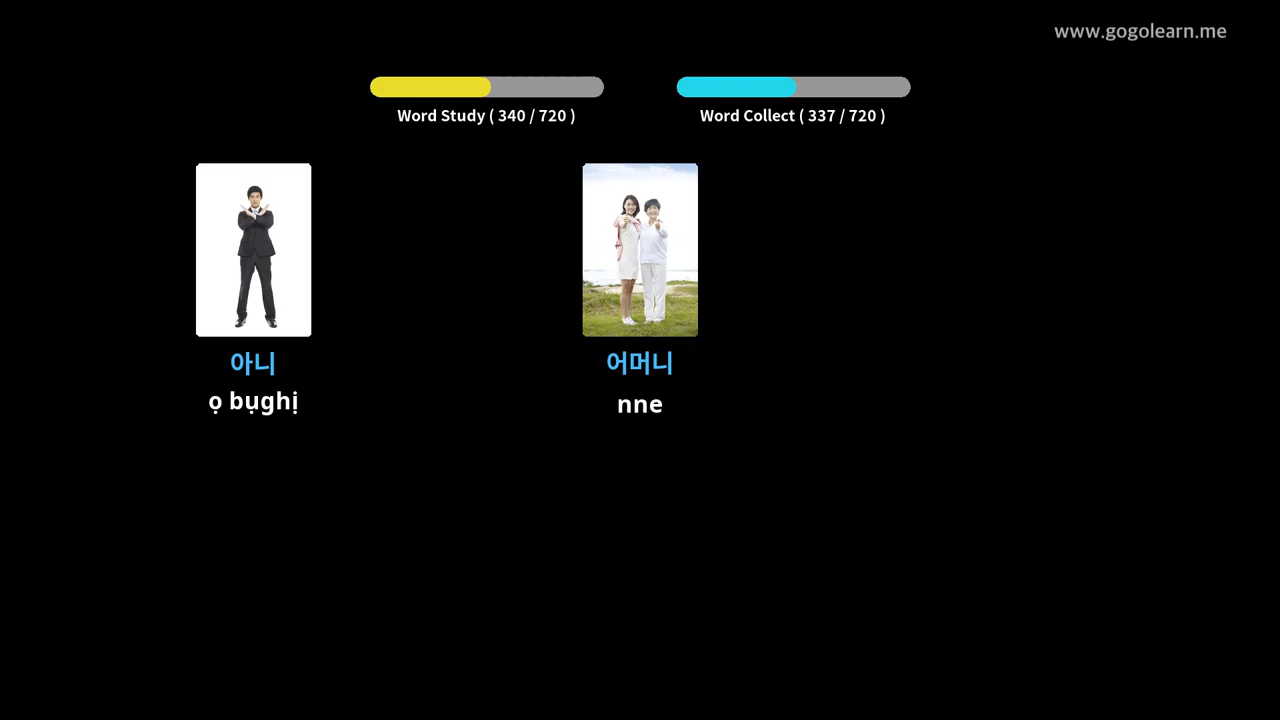 www.gogolearn.me
Word Study ( 340 / 720 )
Word Collect ( 337 / 720 )
아니
ọ bụghị
어머니
nne